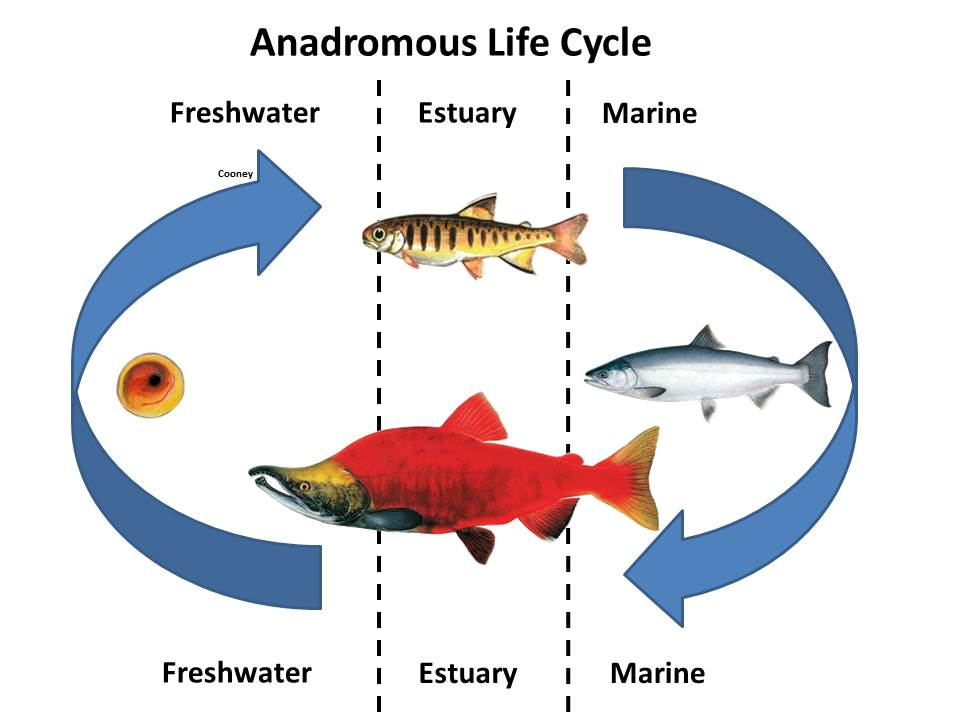 Anadromous Life Cycle
Freshwater Estuary Marine
Cooney
Freshwater Estuary Marine